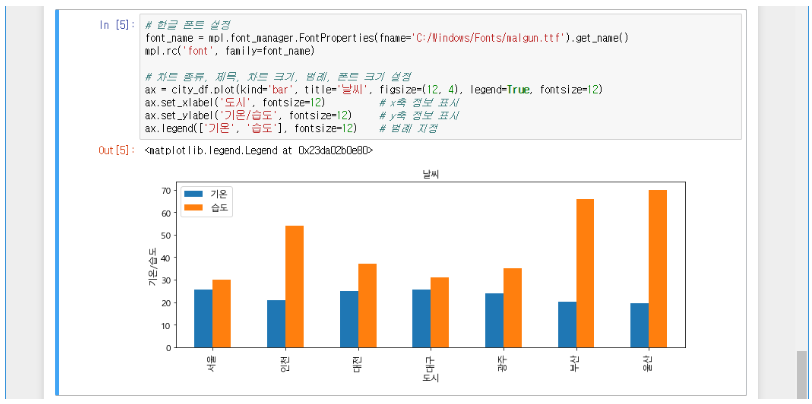 In [5]:
# 한글 폰트 설정
font_name = mpl.font_manager.FontProperties(fname='C:/Windows/Fonts/malgun.ttf').get_name()
mpl.rc('font', family=font_name)
# 차트 종류, 제목, 차트 크기, 범례, 폰트 크기 설정
ax = city_df.plot(kind='bar', title='날씨', figsize=(12, 4), legend=True, fontsize=12)
ax.set_xlabel('도시', fontsize=12) # x축 정보 표시
ax.set_ylabel('기온/습도', fontsize=12) # y축 정보 표시
ax.legend(['기온', '습도'], fontsize=12) # 범례 지정
Out[5]: <matplotlib.legend.Legend at 0x23da02b0e80>
날씨
기온
습도
기온/습도
70
60
50
40
30
20
10
0
서울 인천 대전 대구 광주 부산 울산
도시